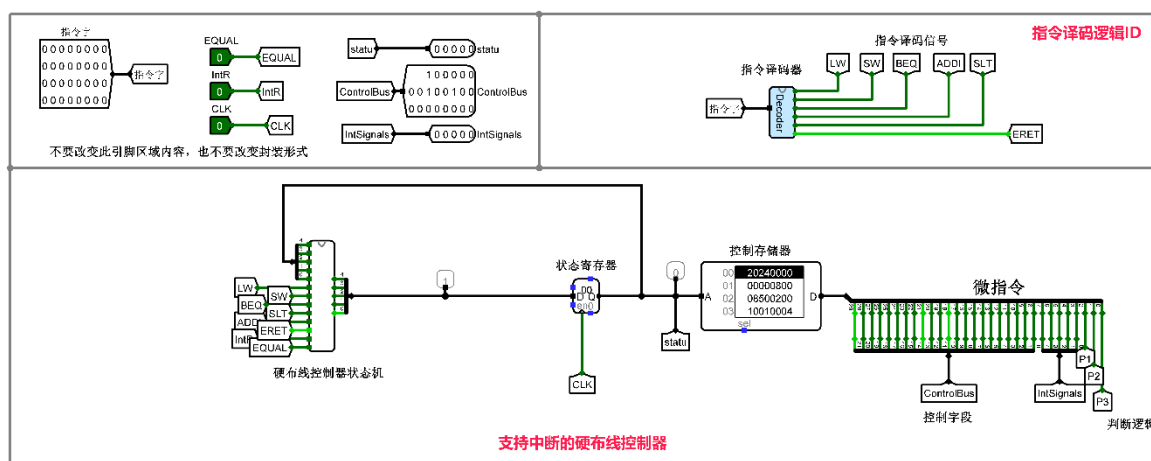 指令字
00000000
00000000
00000000
00000000
指令字
EQUAL
0
EQUAL
IntR
0
IntR
CLK
0
CLK
statu
00000
statu
ControlBus
100000
00100100
00000000
ControlBus
IntSignals
00000
IntSignals
不要改变此引脚区域内容，也不要改变封装形式
指令译码逻辑ID
指令译码信号
LW
SW
BEQ
ADDI
SLT
指令译码器
Decoder
ERET
LW
SW
BEQ
SLT
ADDI
ERET
EQUAL
硬布线控制器状态机
1
状态寄存器
D
Q
CLK
0
statu
控制存储器
00 20240000
01 00000800
02 06500200
03 10010004
A
D
sel
微指令
ControlBus
控制字段
IntSignals
P1
P2
P3
判断逻辑
支持中断的硬布线控制器